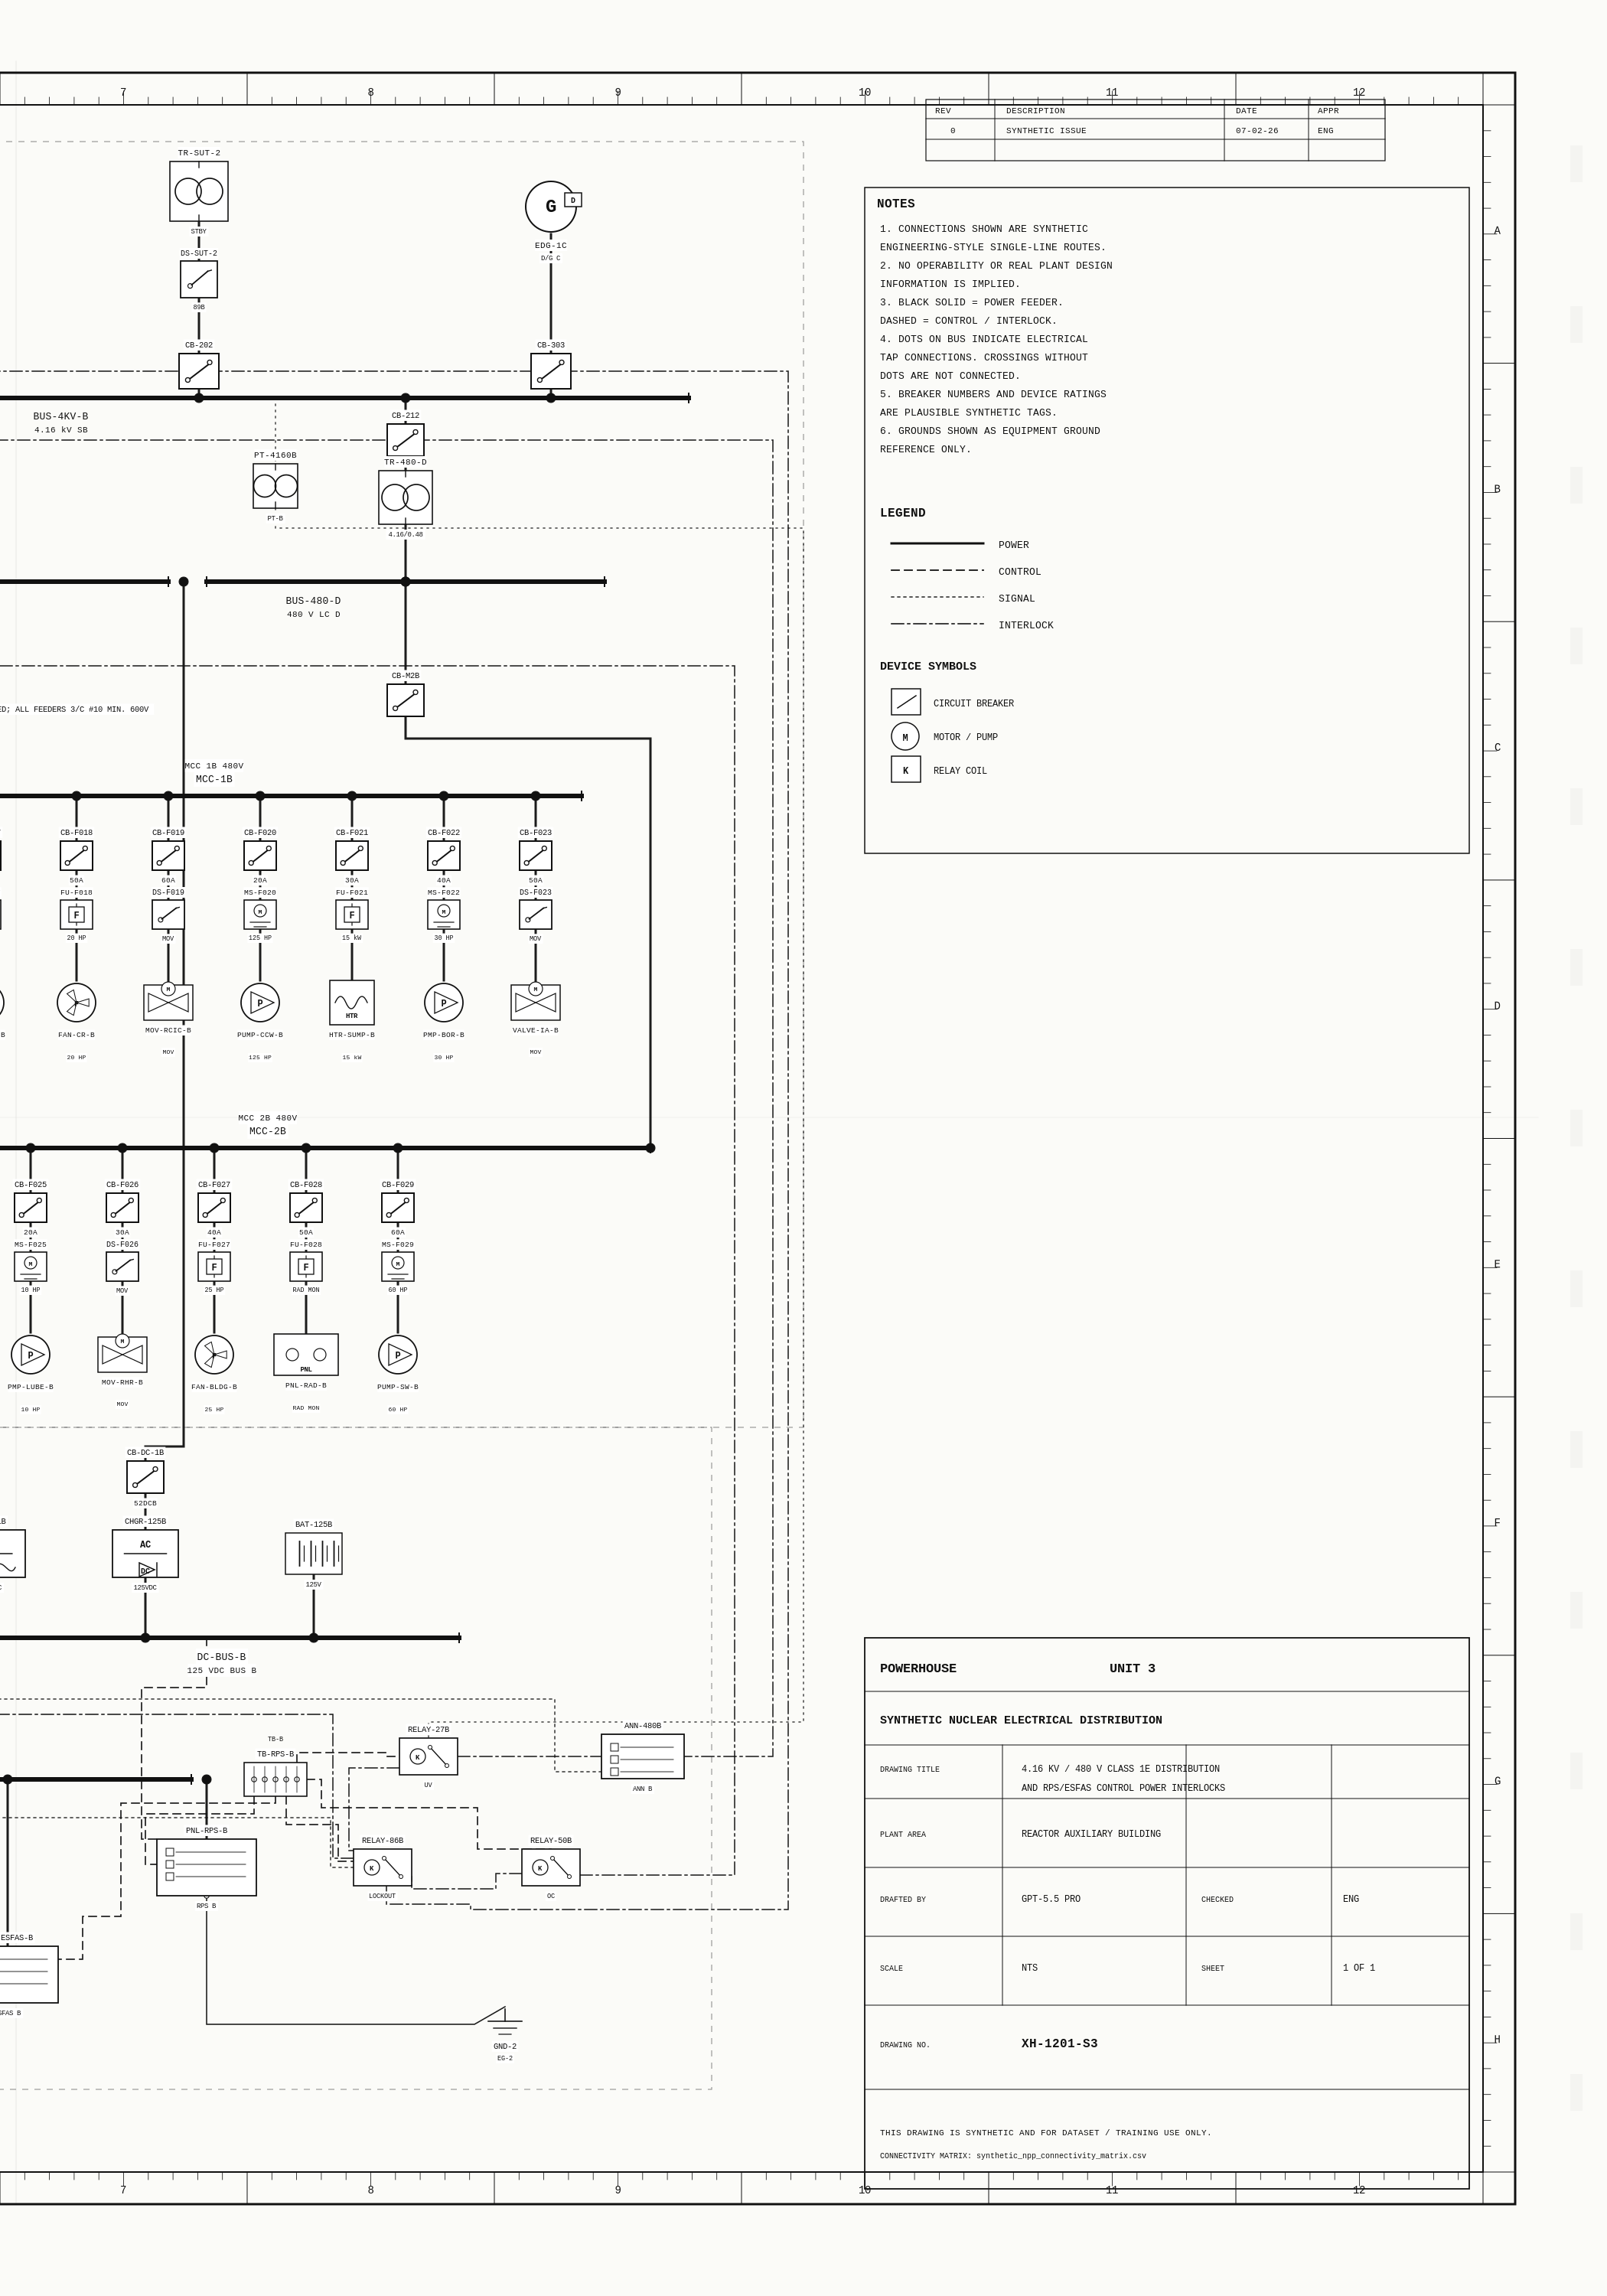 7 8 9 10 11 12
REV DESCRIPTION DATE APPR
0 SYNTHETIC ISSUE 07-02-26 ENG
TR-SUT-2
STBY
DS-SUT-2
89B
CB-202
G D
EDG-1C
D/G C
CB-303
BUS-4KV-B
4.16 kV SB
CB-212
PT-4160B
PT-B
TR-480-D
4.16/0.48
BUS-480-D
480 V LC D
CB-M2B
ED; ALL FEEDERS 3/C #10 MIN. 600V
MCC 1B 480V
MCC-1B
CB-F018 CB-F019 CB-F020 CB-F021 CB-F022 CB-F023
50A 60A 20A 30A 40A 50A
FU-F018 DS-F019 MS-F020 FU-F021 MS-F022 DS-F023
F M F M
20 HP MOV 125 HP 15 kW 30 HP MOV
M P HTR P M
B FAN-CR-B MOV-RCIC-B PUMP-CCW-B HTR-SUMP-B PMP-BOR-B VALVE-IA-B
20 HP MOV 125 HP 15 kW 30 HP MOV
MCC 2B 480V
MCC-2B
CB-F025 CB-F026 CB-F027 CB-F028 CB-F029
20A 30A 40A 50A 60A
MS-F025 DS-F026 FU-F027 FU-F028 MS-F029
M F F M
10 HP MOV 25 HP RAD MON 60 HP
P M PNL P
PMP-LUBE-B MOV-RHR-B FAN-BLDG-B PNL-RAD-B PUMP-SW-B
10 HP MOV 25 HP RAD MON 60 HP
CB-DC-1B
52DCB
B CHGR-125B BAT-125B
AC
DC
125VDC 125V
DC-BUS-B
125 VDC BUS B
TB-B
TB-RPS-B
RELAY-27B
K
UV
ANN-480B
ANN B
PNL-RPS-B
RPS B
RELAY-86B
K
LOCKOUT
RELAY-50B
K
OC
ESFAS-B
SFAS B
GND-2
EG-2
NOTES
1. CONNECTIONS SHOWN ARE SYNTHETIC
ENGINEERING-STYLE SINGLE-LINE ROUTES.
2. NO OPERABILITY OR REAL PLANT DESIGN
INFORMATION IS IMPLIED.
3. BLACK SOLID = POWER FEEDER.
DASHED = CONTROL / INTERLOCK.
4. DOTS ON BUS INDICATE ELECTRICAL
TAP CONNECTIONS. CROSSINGS WITHOUT
DOTS ARE NOT CONNECTED.
5. BREAKER NUMBERS AND DEVICE RATINGS
ARE PLAUSIBLE SYNTHETIC TAGS.
6. GROUNDS SHOWN AS EQUIPMENT GROUND
REFERENCE ONLY.
LEGEND
POWER
CONTROL
SIGNAL
INTERLOCK
DEVICE SYMBOLS
CIRCUIT BREAKER
M MOTOR / PUMP
K RELAY COIL
A
B
C
D
E
F
G
H
POWERHOUSE UNIT 3
SYNTHETIC NUCLEAR ELECTRICAL DISTRIBUTION
DRAWING TITLE 4.16 KV / 480 V CLASS 1E DISTRIBUTION
AND RPS/ESFAS CONTROL POWER INTERLOCKS
PLANT AREA REACTOR AUXILIARY BUILDING
DRAFTED BY GPT-5.5 PRO CHECKED ENG
SCALE NTS SHEET 1 OF 1
DRAWING NO. XH-1201-S3
THIS DRAWING IS SYNTHETIC AND FOR DATASET / TRAINING USE ONLY.
CONNECTIVITY MATRIX: synthetic_npp_connectivity_matrix.csv
7 8 9 10 11 12